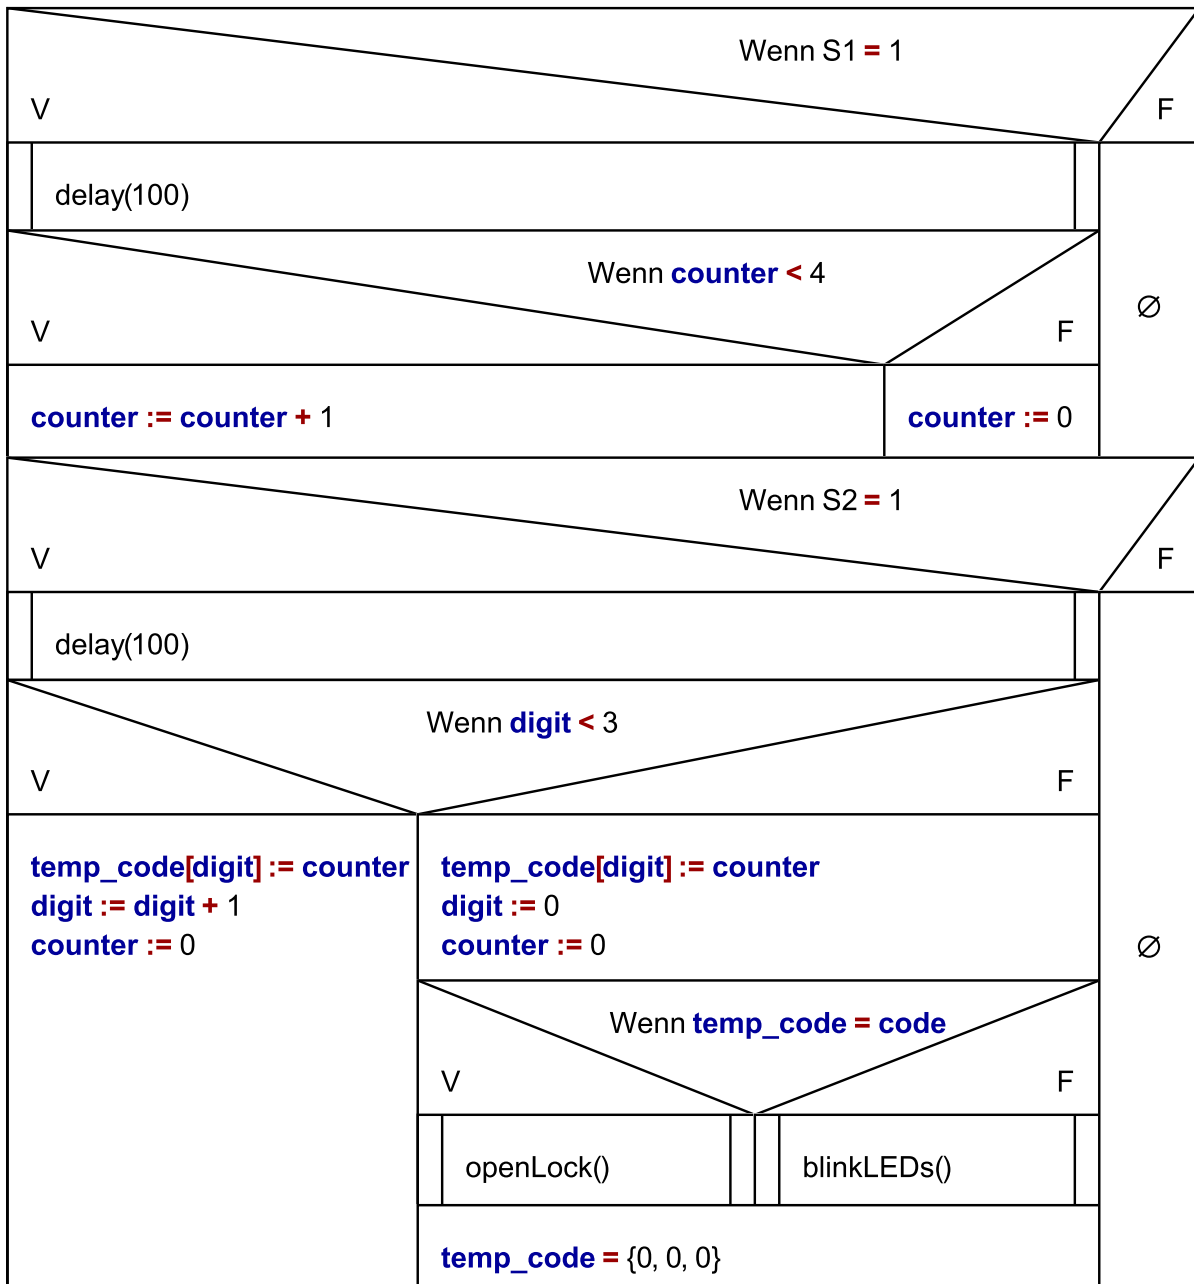 Wenn S1 = 1
V
F
delay(100)
Wenn counter < 4
V
F
∅
counter := counter + 1
counter := 0
Wenn S2 = 1
V
F
delay(100)
Wenn digit < 3
V
F
temp_code[digit] := counter
digit := digit + 1
counter := 0
temp_code[digit] := counter
digit := 0
counter := 0
∅
Wenn temp_code = code
V
F
openLock()
blinkLEDs()
temp_code = {0, 0, 0}